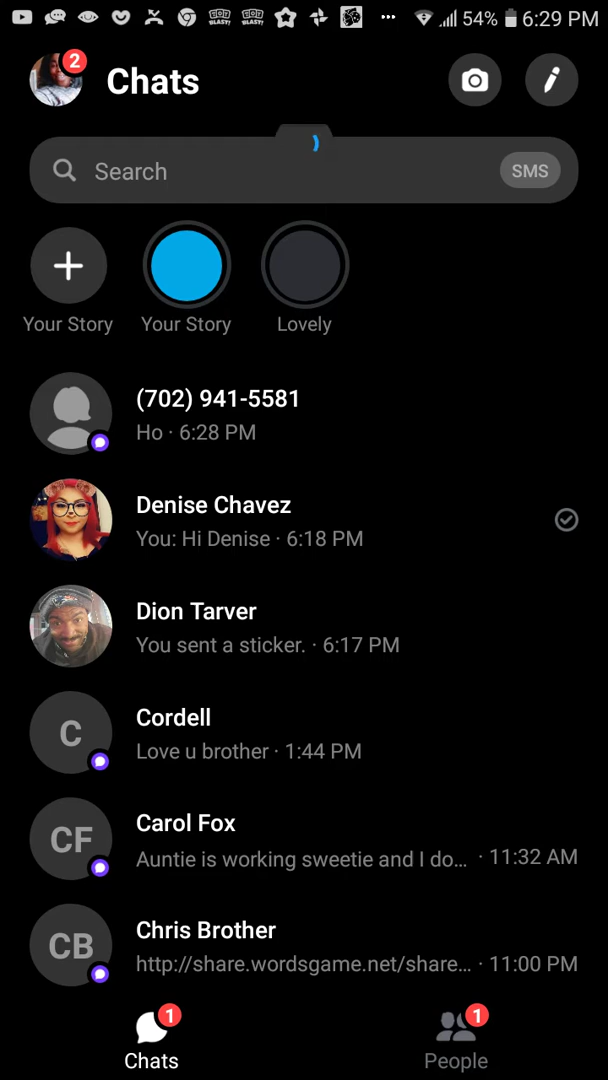 54% 6:29 PM
2
Chats
Search
SMS
Your Story
Your Story
Lovely
(702) 941-5581
Ho · 6:28 PM
Denise Chavez
You: Hi Denise · 6:18 PM
Dion Tarver
You sent a sticker. · 6:17 PM
C
Cordell
Love u brother · 1:44 PM
CF
Carol Fox
Auntie is working sweetie and I do... · 11:32 AM
CB
Chris Brother
http://share.wordsgame.net/share... · 11:00 PM
1
1
Chats
People